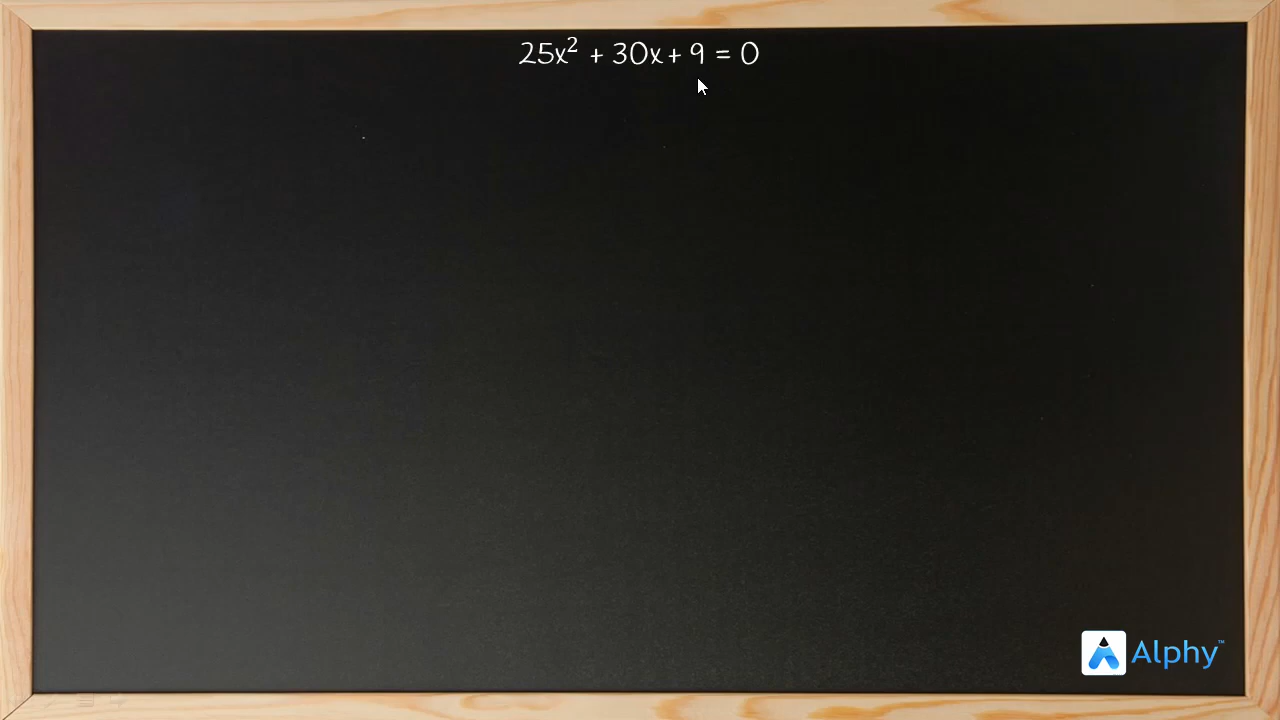 25x² + 30x + 9 = 0
Alphy™